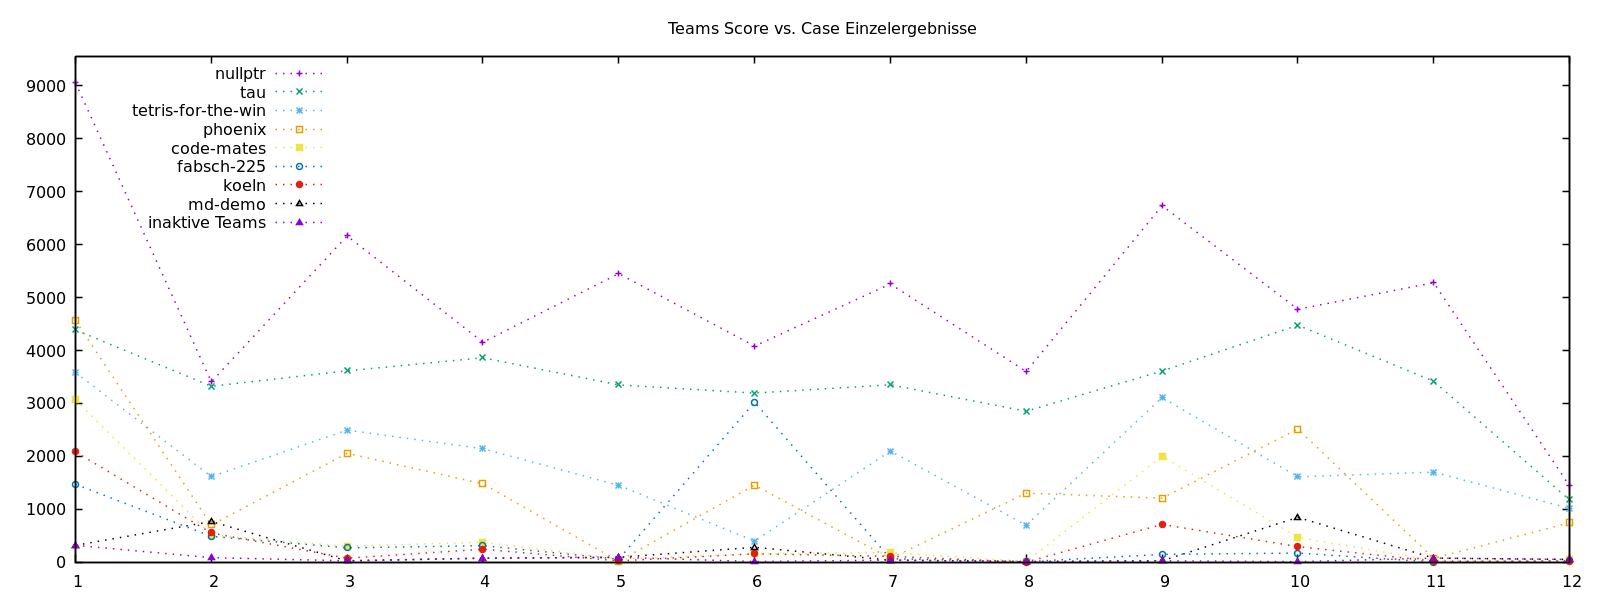 Teams Score vs. Case Einzelergebnisse
nullptr
tau
tetris-for-the-win
phoenix
code-mates
fabsch-225
koeln
md-demo
inaktive Teams
9000
8000
7000
6000
5000
4000
3000
2000
1000
0
1 2 3 4 5 6 7 8 9 10 11 12